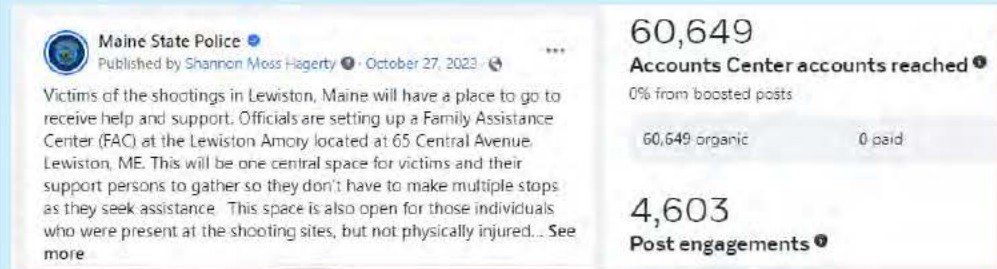 Maine State Police
Published by Shannon Moss Hagerty · October 27, 2023 ·
Victims of the shootings in Lewiston, Maine will have a place to go to
receive help and support. Officials are setting up a Family Assistance
Center (FAC) at the Lewiston Amory located at 65 Central Avenue
Lewiston, ME. This will be one central space for victims and their
support persons to gather so they don't have to make multiple stops
as they seek assistance. This space is also open for those individuals
who were present at the shooting sites, but not physically injured... See
more
60,649
Accounts Center accounts reached
0% from boosted posts
60,649 organic 0 paid
4,603
Post engagements